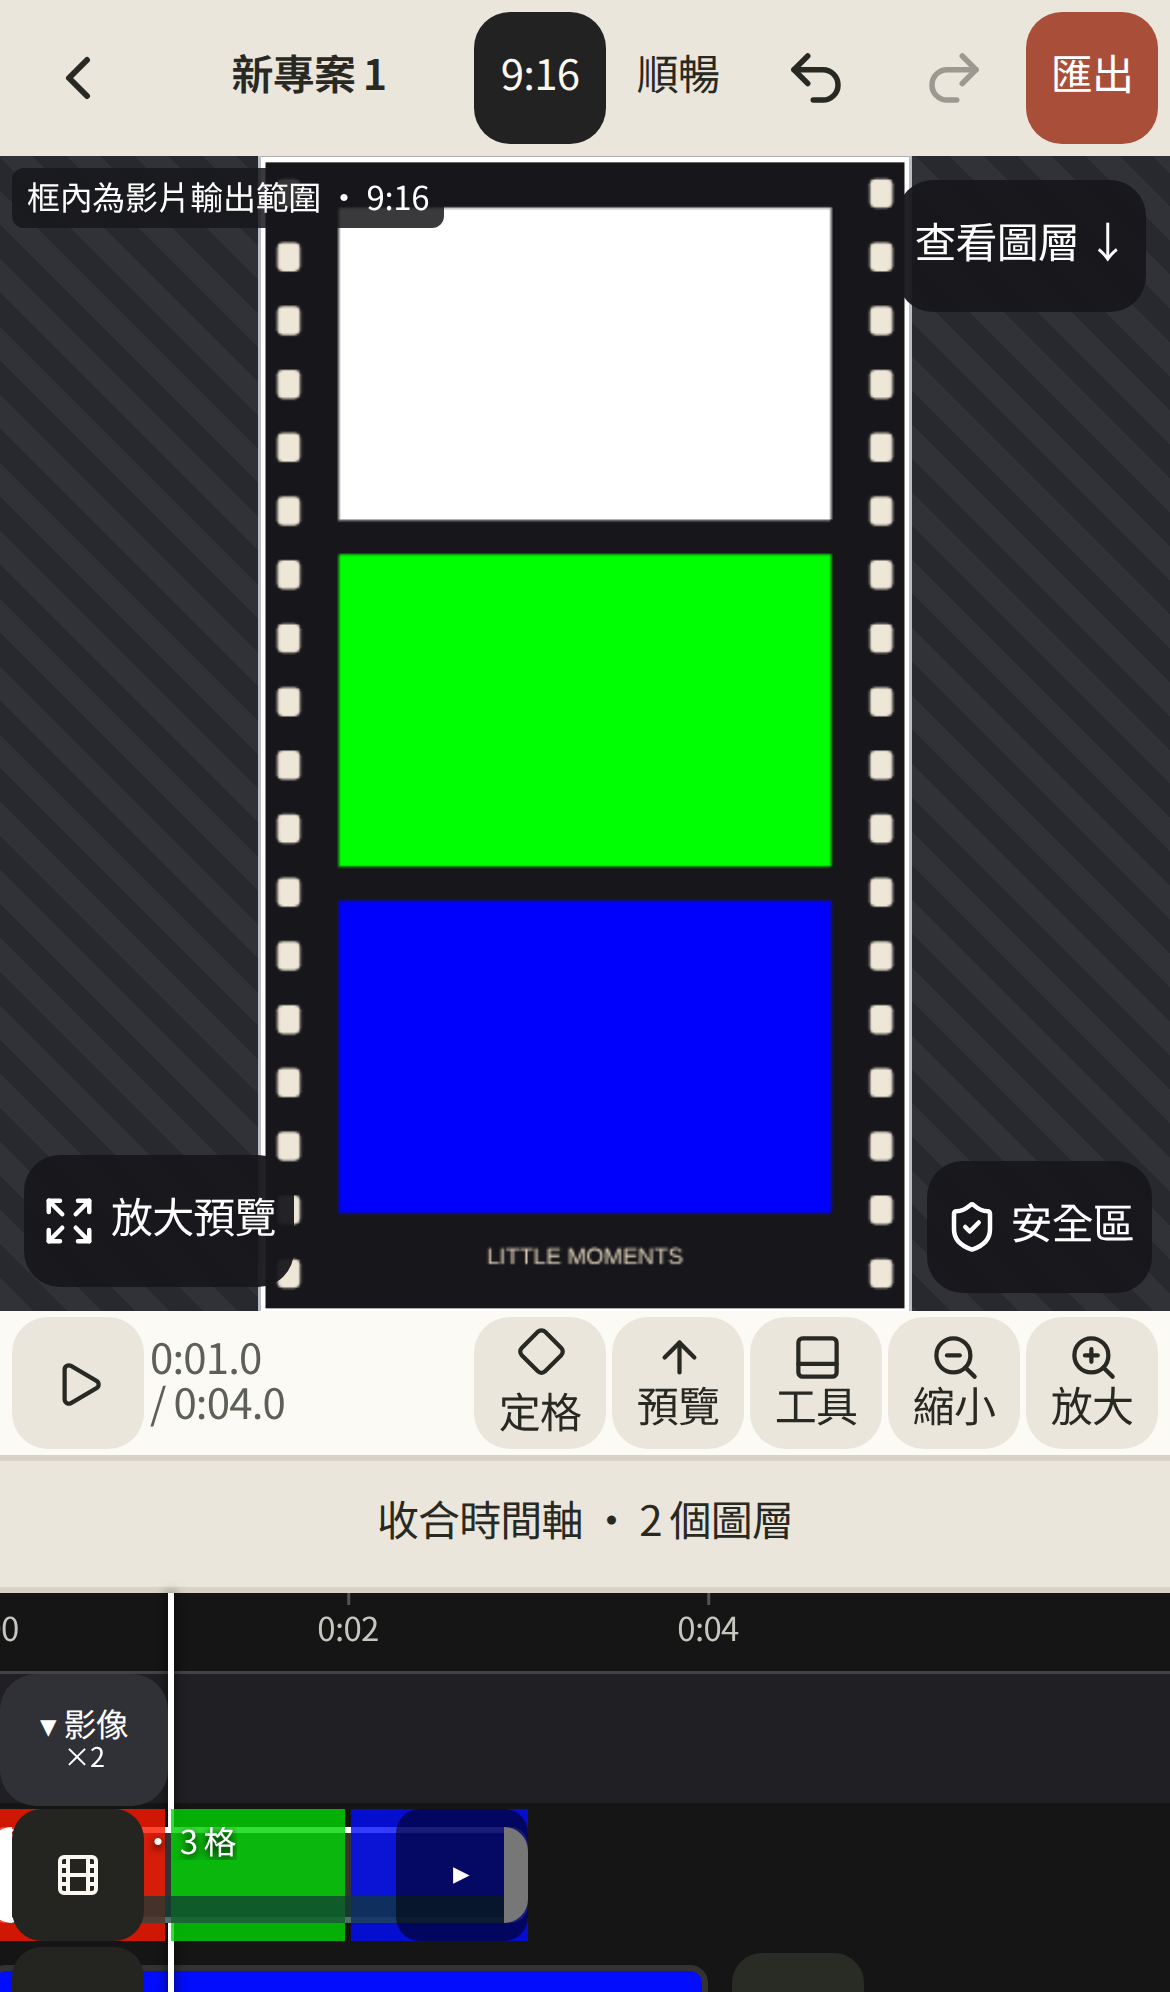 新專案 1
9:16
順暢
匯出
框內為影片輸出範圍 · 9:16
查看圖層 ↓
LITTLE MOMENTS
放大預覽
安全區
0:01.0
/ 0:04.0
定格
預覽
工具
縮小
放大
收合時間軸 · 2 個圖層
0
0:02
0:04
▾ 影像
×2
· 3 格